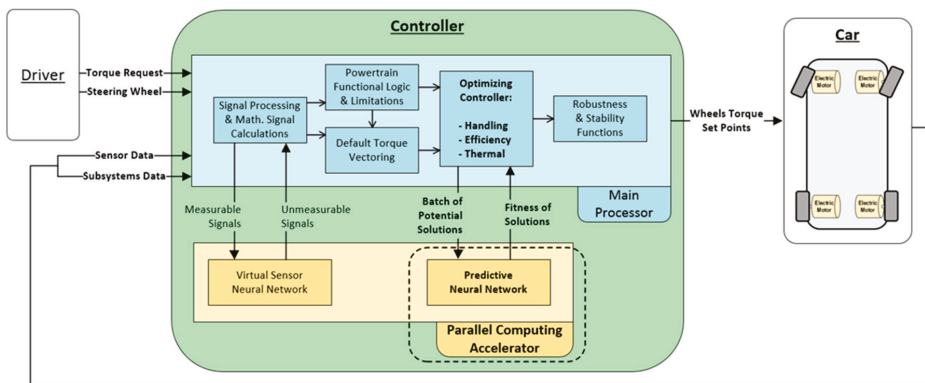 Controller
Driver
Car
Torque Request
Steering Wheel
Sensor Data
Subsystems Data
Signal Processing
& Math. Signal
Calculations
Powertrain
Functional Logic
& Limitations
Default Torque
Vectoring
Optimizing
Controller:
- Handling
- Efficiency
- Thermal
Robustness
& Stability
Functions
Main
Processor
Wheels Torque
Set Points
Electric
Motor
Electric
Motor
Electric
Motor
Electric
Motor
Measurable
Signals
Unmeasurable
Signals
Batch of
Potential
Solutions
Fitness of
Solutions
Virtual Sensor
Neural Network
Predictive
Neural Network
Parallel Computing
Accelerator